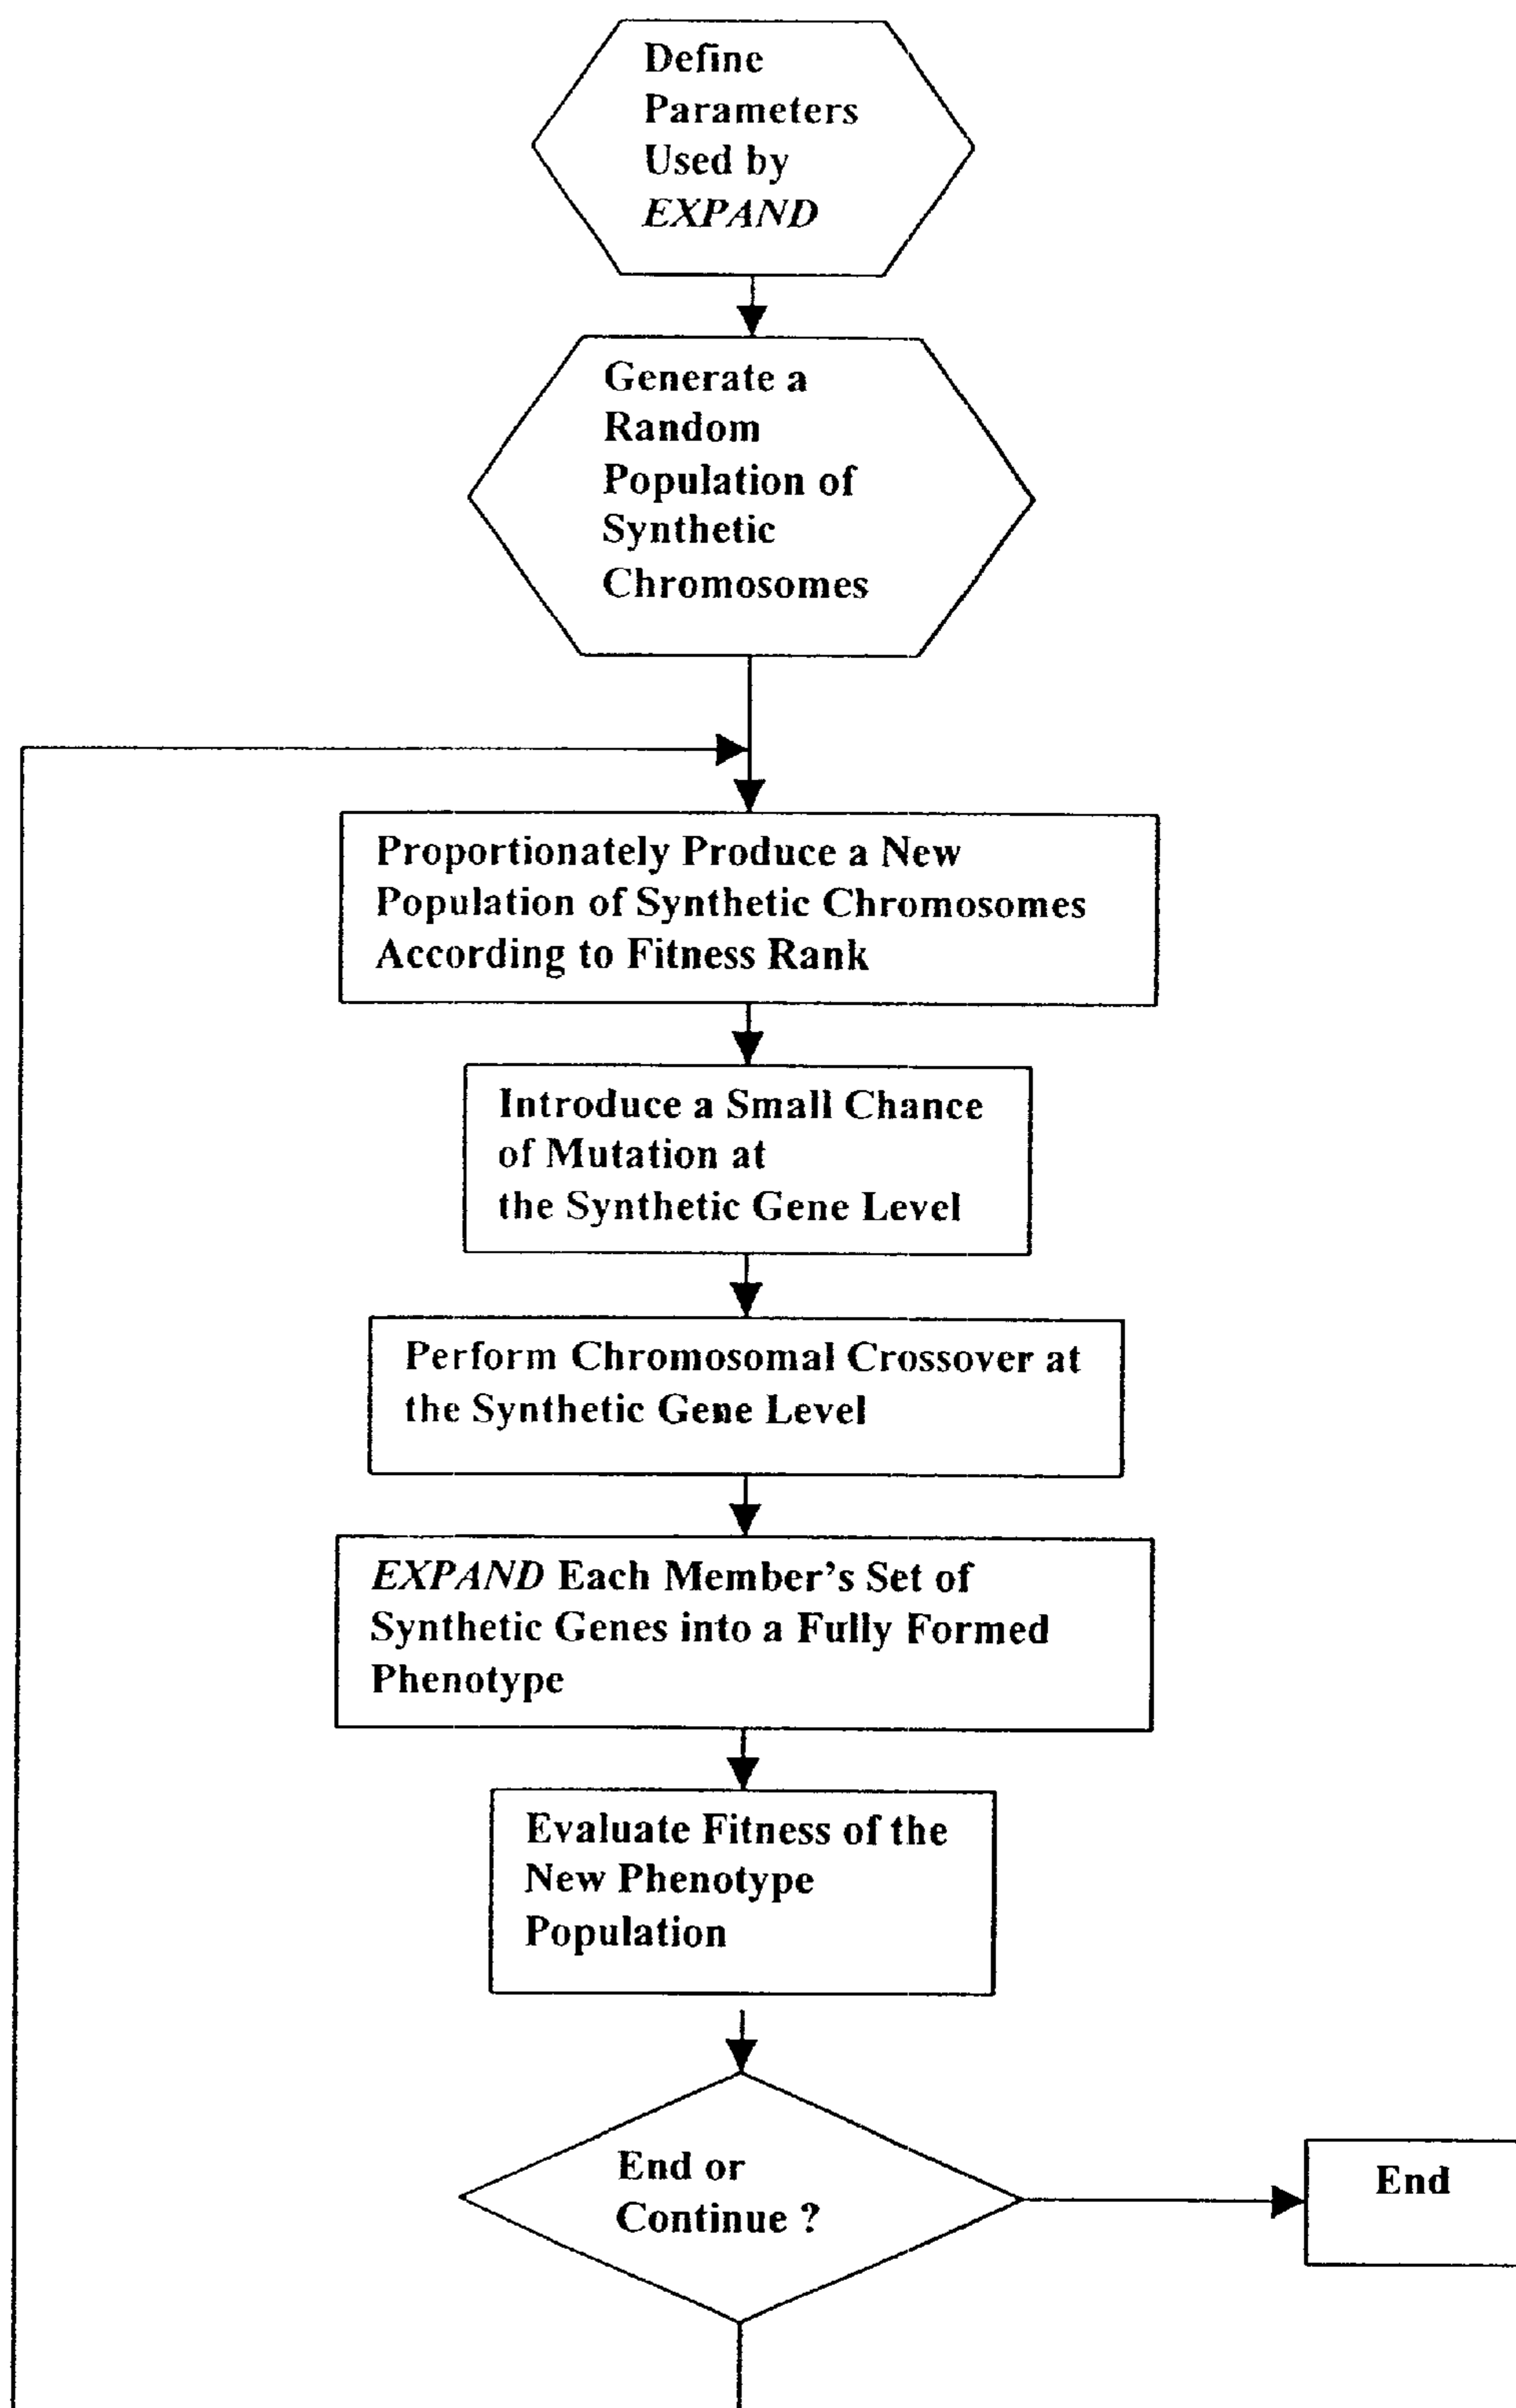 Define
Parameters
Used by
EXPAND
Generate a
Random
Population of
Synthetic
Chromosomes
Proportionately Produce a New
Population of Synthetic Chromosomes
According to Fitness Rank
Introduce a Small Chance
of Mutation at
the Synthetic Gene Level
Perform Chromosomal Crossover at
the Synthetic Gene Level
EXPAND Each Member's Set of
Synthetic Genes into a Fully Formed
Phenotype
Evaluate Fitness of the
New Phenotype
Population
End or
Continue ?
End